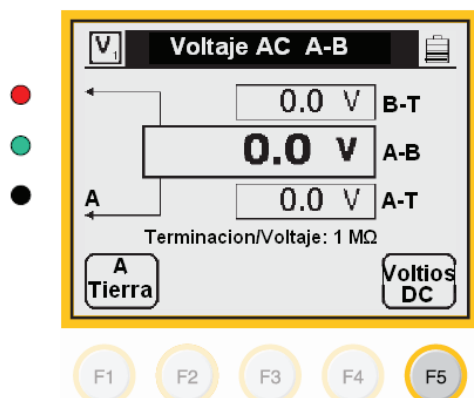 V1 Voltaje AC A-B
0.0 V B-T
0.0 V A-B
A 0.0 V A-T
Terminacion/Voltaje: 1 MΩ
A Tierra
Voltios DC
F1 F2 F3 F4 F5